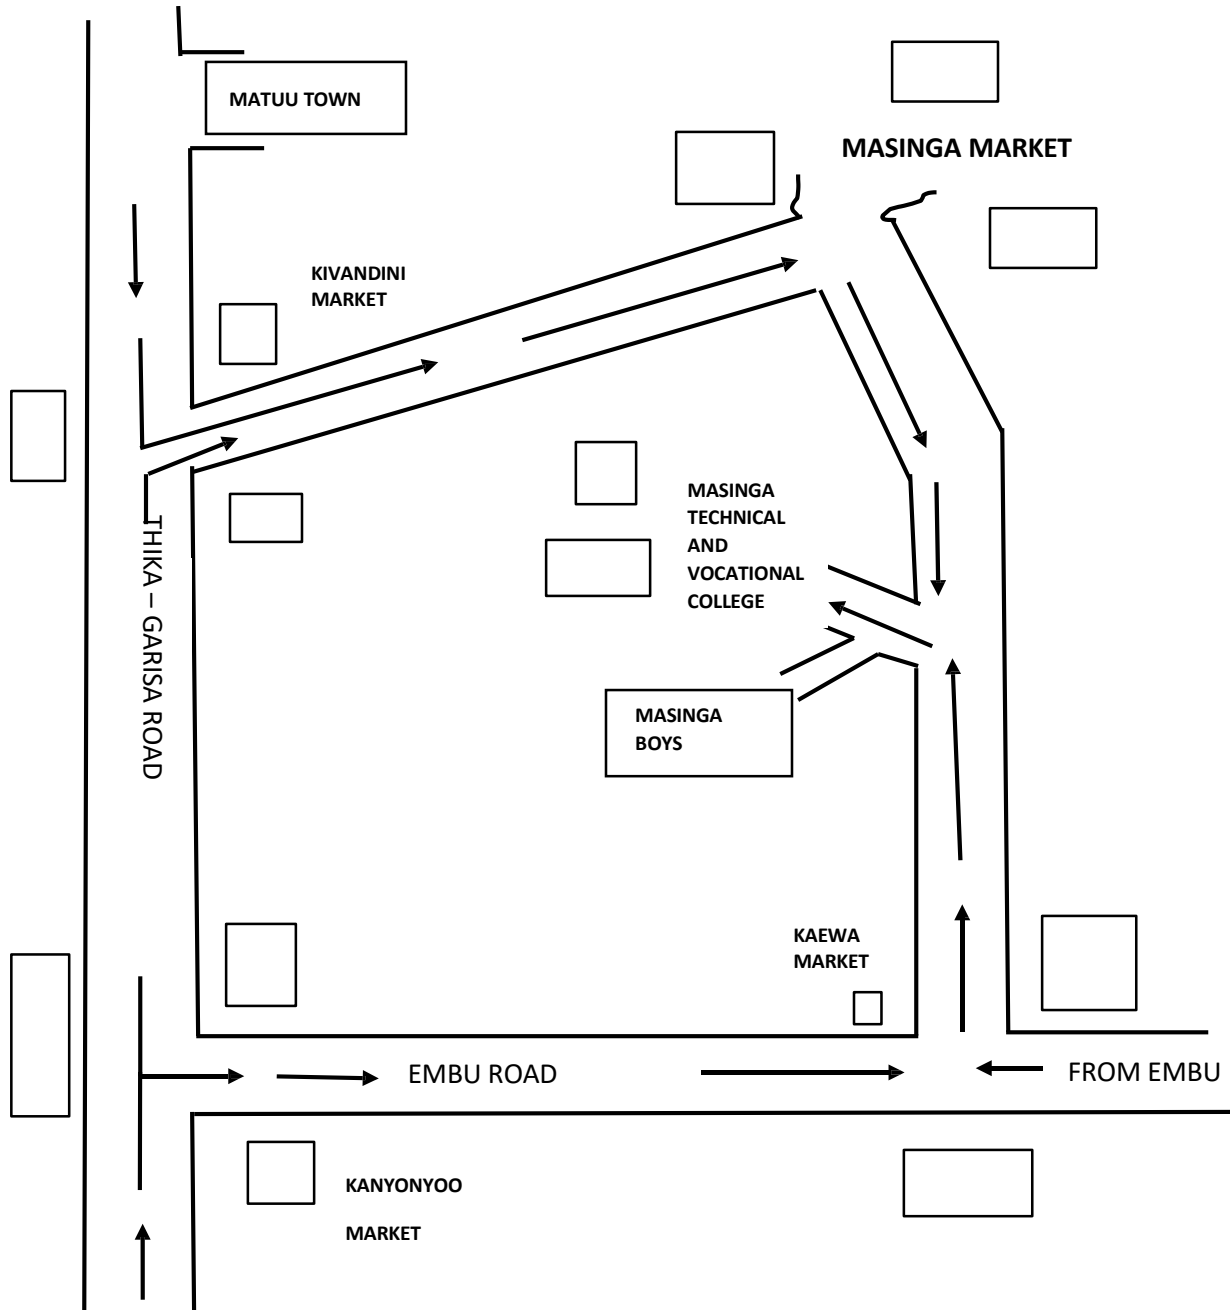 MATUU TOWN
MASINGA MARKET
KIVANDINI
MARKET
MASINGA
TECHNICAL
AND
VOCATIONAL
COLLEGE
THIKA – GARISA ROAD
MASINGA
BOYS
KAEWA
MARKET
EMBU ROAD
FROM EMBU
KANYONYOO
MARKET